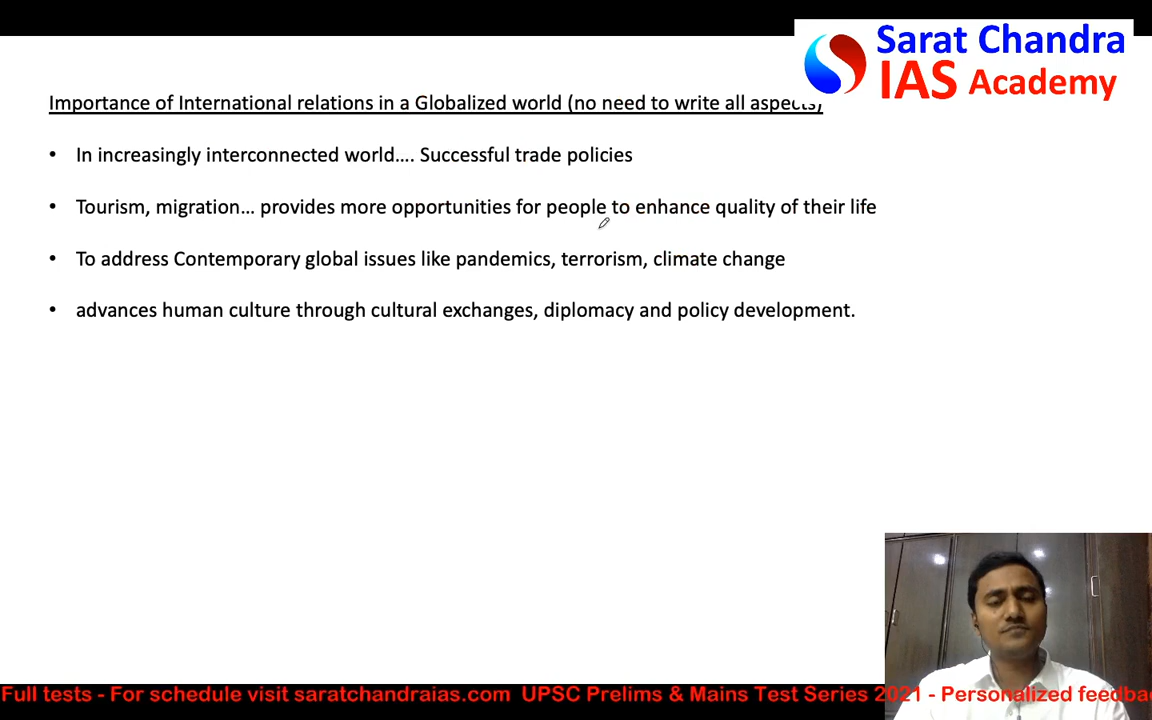 Sarat Chandra
IAS Academy
Importance of International relations in a Globalized world (no need to write all aspects)
• In increasingly interconnected world.... Successful trade policies
• Tourism, migration... provides more opportunities for people to enhance quality of their life
• To address Contemporary global issues like pandemics, terrorism, climate change
• advances human culture through cultural exchanges, diplomacy and policy development.
Full tests - For schedule visit saratchandraias.com UPSC Prelims & Mains Test Series 2021 - Personalized feedba